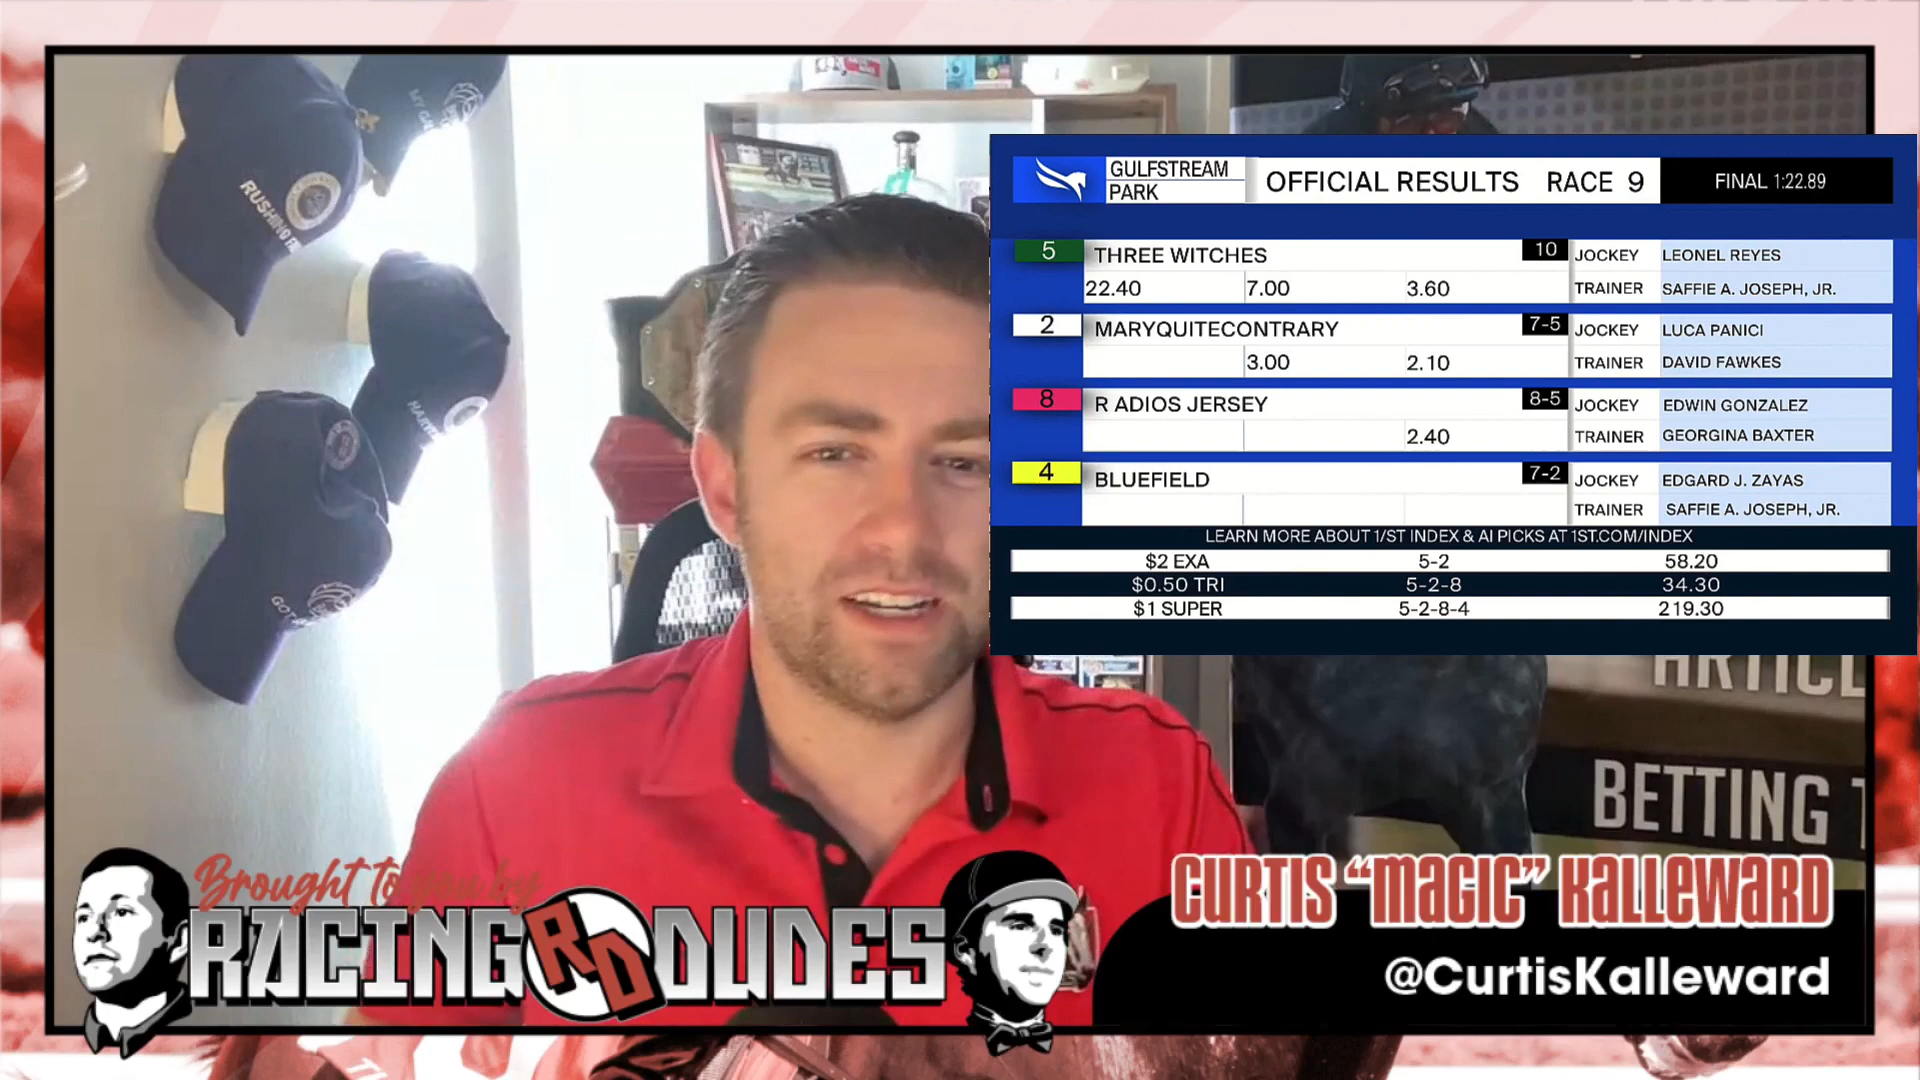 RUSHING F
MY GA
HARV
GO
GULFSTREAM
PARK
OFFICIAL RESULTS RACE 9
FINAL 1:22.89
5 THREE WITCHES 10 JOCKEY LEONEL REYES
22.40 7.00 3.60 TRAINER SAFFIE A. JOSEPH, JR.
2 MARYQUITECONTRARY 7-5 JOCKEY LUCA PANICI
3.00 2.10 TRAINER DAVID FAWKES
8 R ADIOS JERSEY 8-5 JOCKEY EDWIN GONZALEZ
2.40 TRAINER GEORGINA BAXTER
4 BLUEFIELD 7-2 JOCKEY EDGARD J. ZAYAS
TRAINER SAFFIE A. JOSEPH, JR.
LEARN MORE ABOUT 1/ST INDEX & AI PICKS AT 1ST.COM/INDEX
$2 EXA 5-2 58.20
$0.50 TRI 5-2-8 34.30
$1 SUPER 5-2-8-4 219.30
ARTICL
BETTING T
Brought to you by
RACING RD DUDES
CURTIS “MAGIC” KALLEWARD
@CurtisKalleward